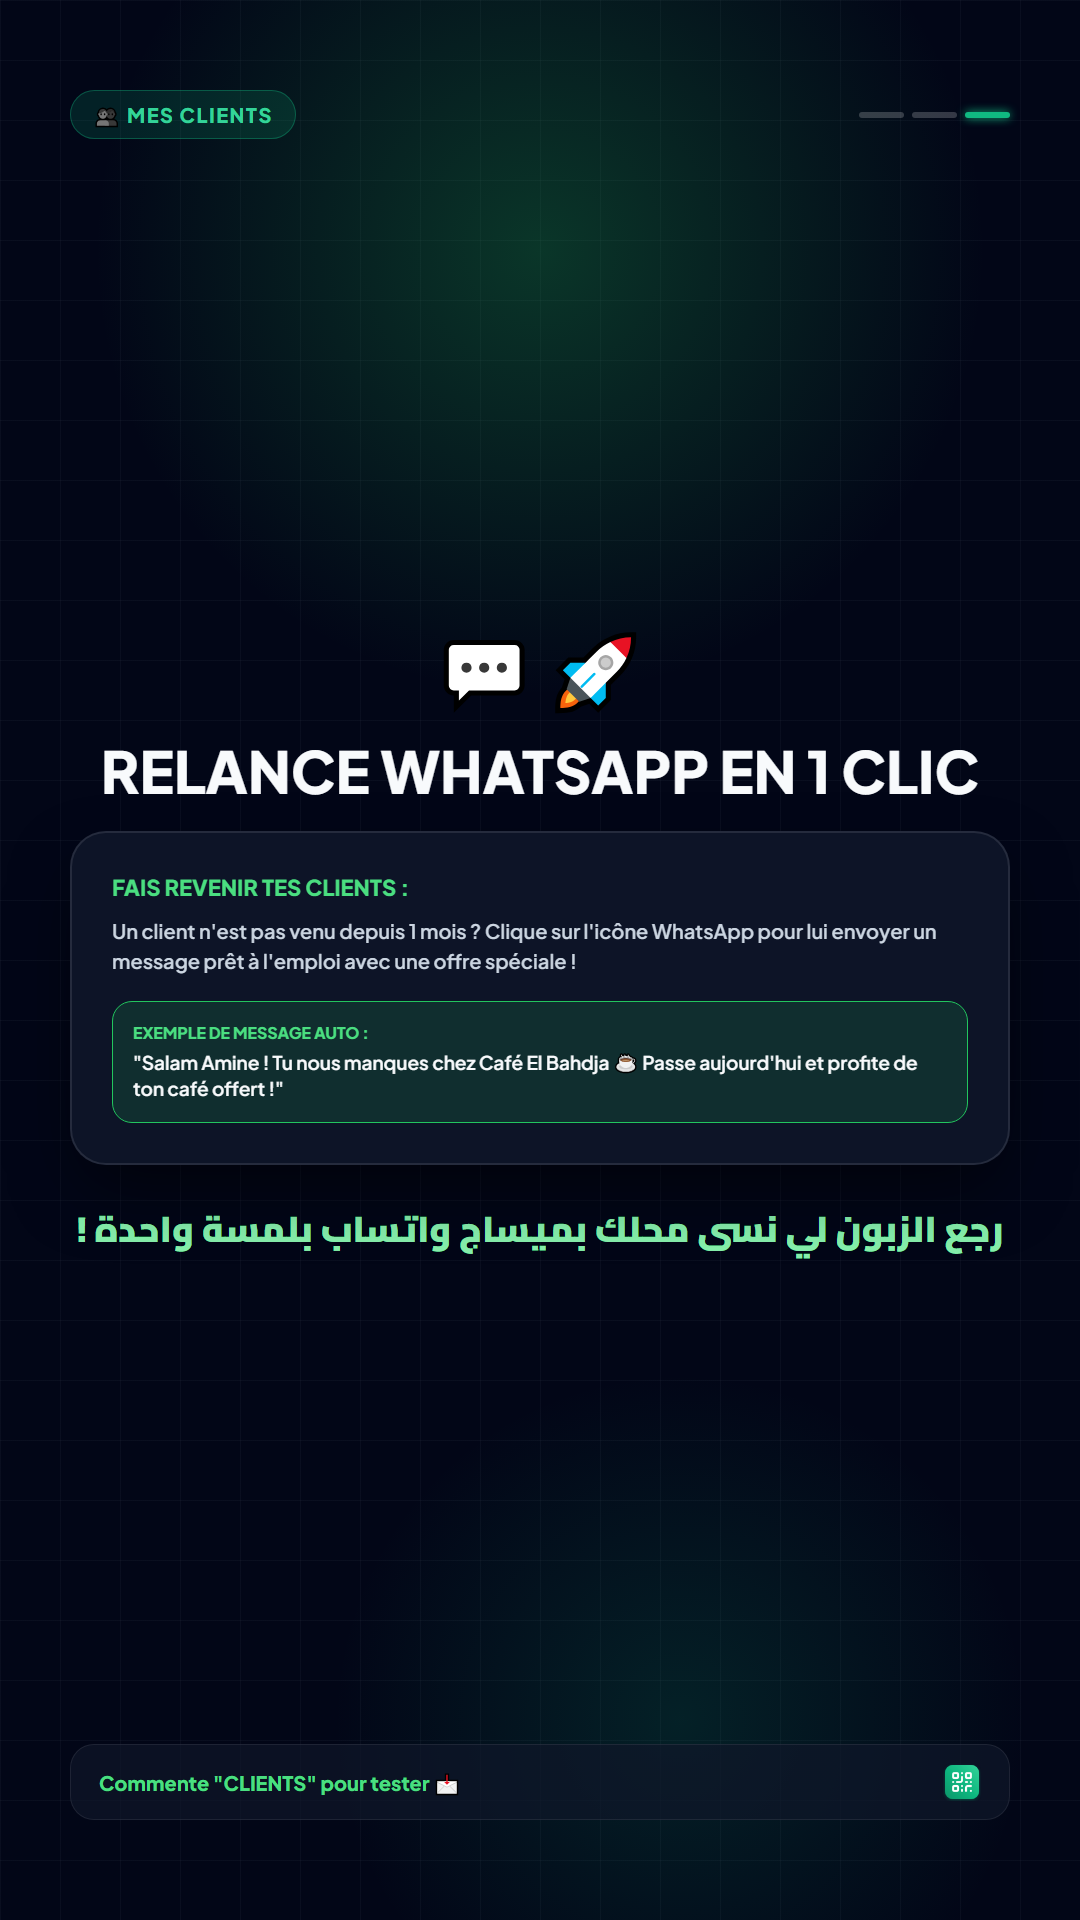 👥 MES CLIENTS
💬 🚀
RELANCE WHATSAPP EN 1 CLIC
FAIS REVENIR TES CLIENTS :
Un client n'est pas venu depuis 1 mois ? Clique sur l'icône WhatsApp pour lui envoyer un
message prêt à l'emploi avec une offre spéciale !
EXEMPLE DE MESSAGE AUTO :
"Salam Amine ! Tu nous manques chez Café El Bahdja ☕ Passe aujourd'hui et profite de
ton café offert !"
رجع الزبون لي نسى محلك بميساج واتساب بلمسة واحدة !
Commente "CLIENTS" pour tester 📩